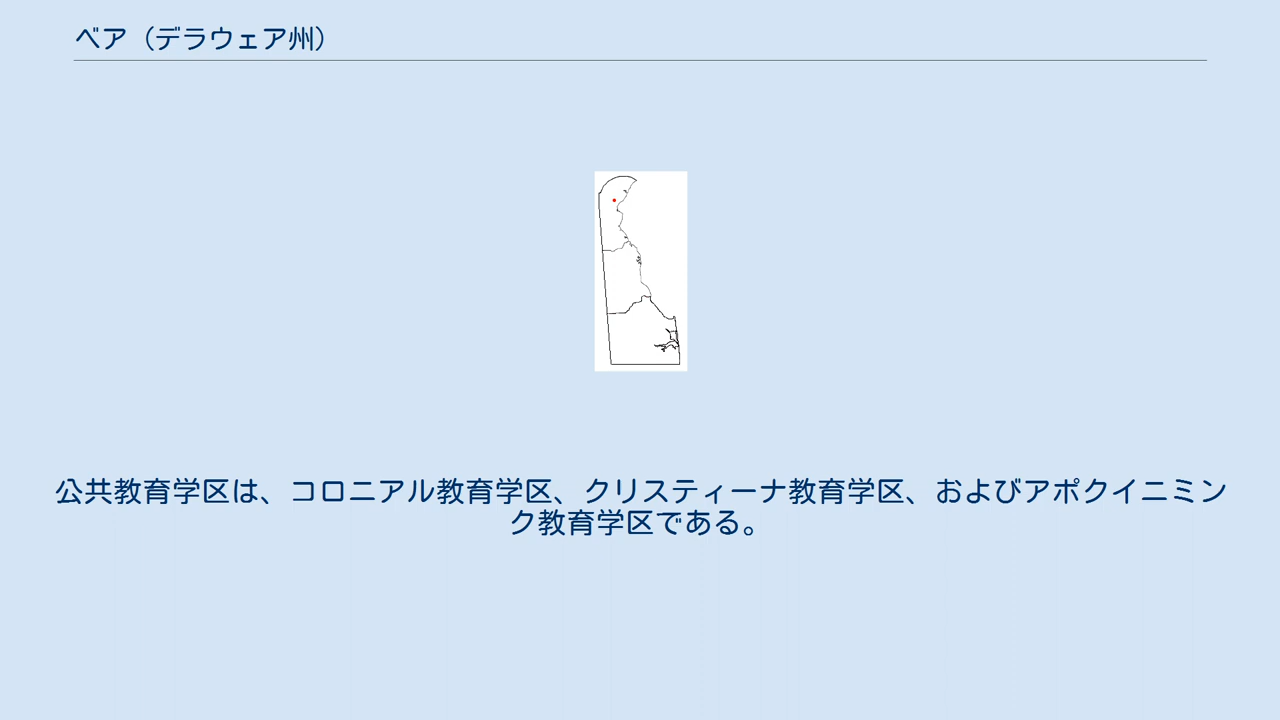 ベア（デラウェア州）
公共教育学区は、コロニアル教育学区、クリスティーナ教育学区、およびアポクイニミン
ク教育学区である。